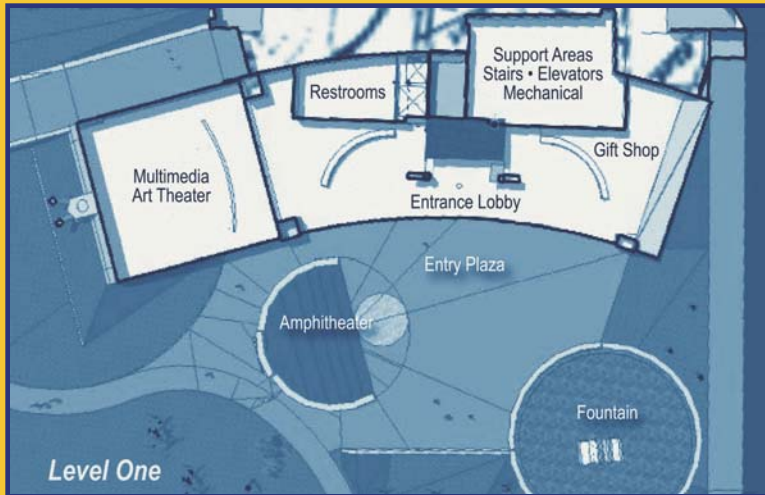 Support Areas
Stairs • Elevators
Mechanical
Restrooms
Gift Shop
Multimedia
Art Theater
Entrance Lobby
Entry Plaza
Amphitheater
Fountain
Level One